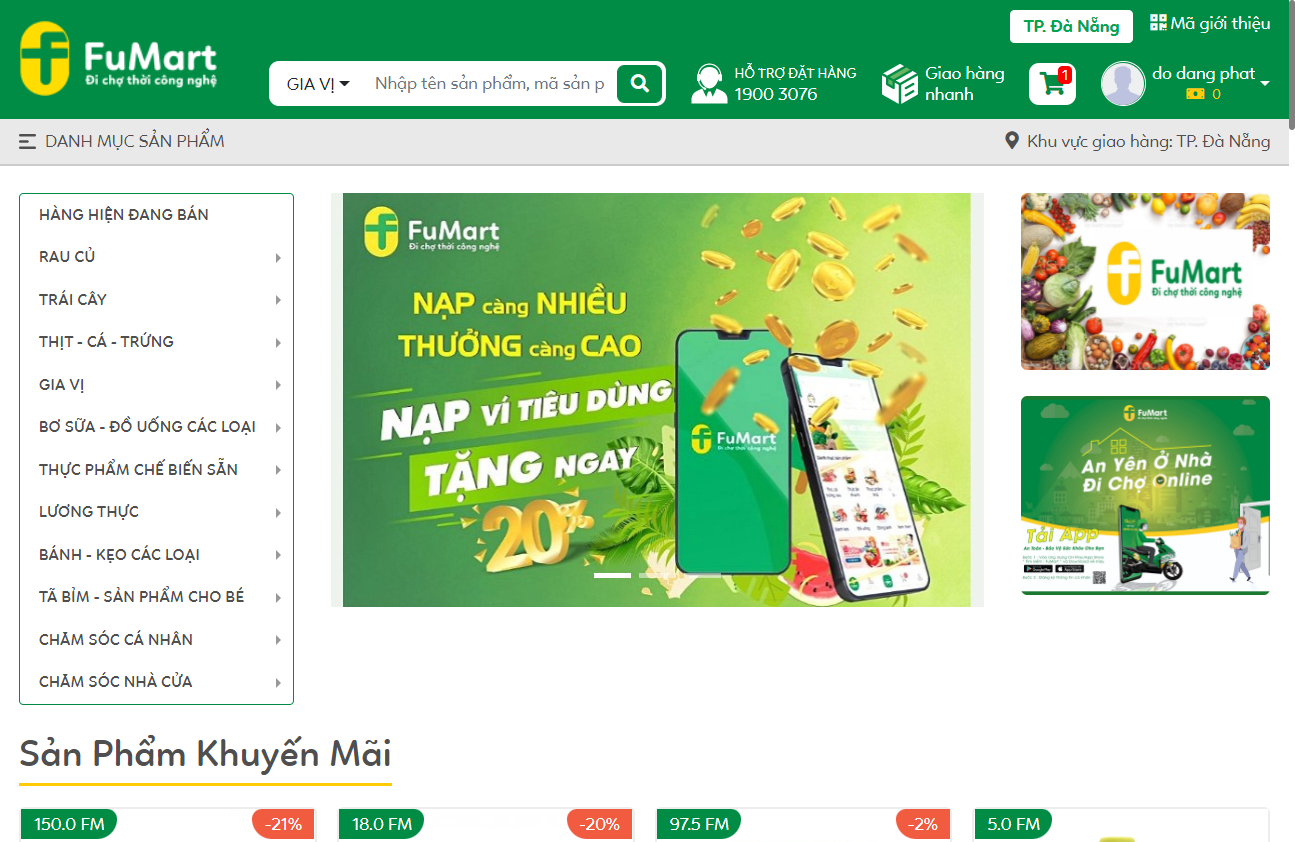 FuMart
Đi chợ thời công nghệ
TP. Đà Nẵng
Mã giới thiệu
GIA VỊ
Nhập tên sản phẩm, mã sản p
HỖ TRỢ ĐẶT HÀNG
1900 3076
Giao hàng
nhanh
1
do dang phat
0
DANH MỤC SẢN PHẨM
Khu vực giao hàng: TP. Đà Nẵng
HÀNG HIỆN ĐANG BÁN
RAU CỦ
TRÁI CÂY
THỊT - CÁ - TRỨNG
GIA VỊ
BƠ SỮA - ĐỒ UỐNG CÁC LOẠI
THỰC PHẨM CHẾ BIẾN SẴN
LƯƠNG THỰC
BÁNH - KẸO CÁC LOẠI
TÃ BỈM - SẢN PHẨM CHO BÉ
CHĂM SÓC CÁ NHÂN
CHĂM SÓC NHÀ CỬA
FuMart
Đi chợ thời công nghệ
NẠP càng NHIỀU
THƯỞNG càng CAO
NẠP VÍ TIÊU DÙNG
TẶNG NGAY
20%
FuMart
Đi chợ thời công nghệ
FuMart
Đi chợ thời công nghệ
FuMart
An Yên Ở Nhà
Đi Chợ Online
Tải App
Sản Phẩm Khuyến Mãi
150.0 FM
-21%
18.0 FM
-20%
97.5 FM
-2%
5.0 FM